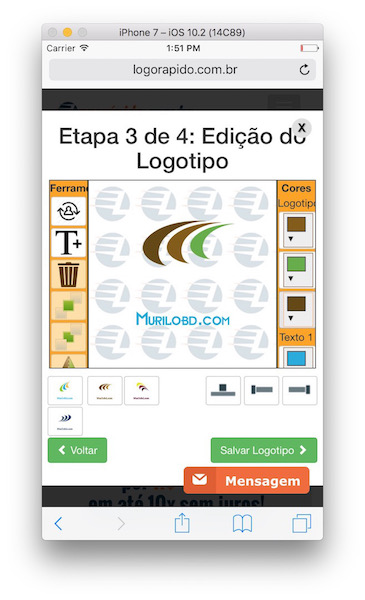 iPhone 7 – iOS 10.2 (14C89)
Carrier 1:51 PM
logorapido.com.br
X
Etapa 3 de 4: Edição do
Logotipo
Ferrame
Cores
Logotipo
T+
Texto 1
Murilobd.com
Voltar
Salvar Logotipo
Mensagem
em até 10x sem juros!